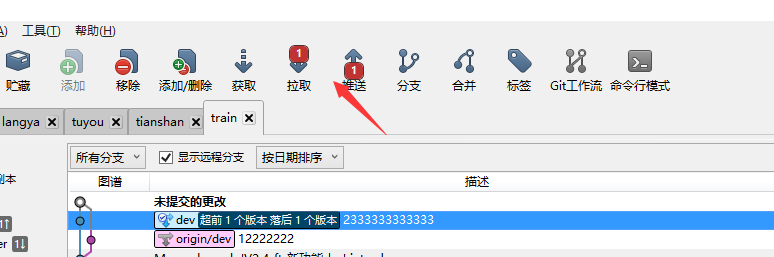 工具(T) 帮助(H)
1
1
贮藏 添加 移除 添加/删除 获取 拉取 推送 分支 合并 标签 Git工作流 命令行模式
langya tuyou tianshan train
所有分支 显示远程分支 按日期排序
图谱 描述
未提交的更改
dev 超前 1 个版本 落后 1 个版本 2333333333333
origin/dev 12222222
副本
1↑
er 1↓